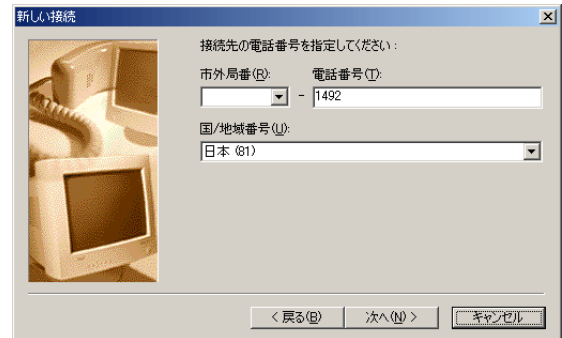 新しい接続
接続先の電話番号を指定してください:
市外局番(R): 電話番号(T):
- 1492
国/地域番号(U):
日本 (81)
< 戻る(B) 次へ(N) > キャンセル